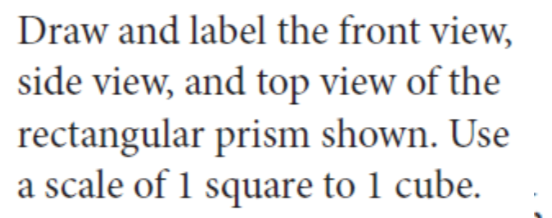 Draw and label the front view,
side view, and top view of the
rectangular prism shown. Use
a scale of 1 square to 1 cube.